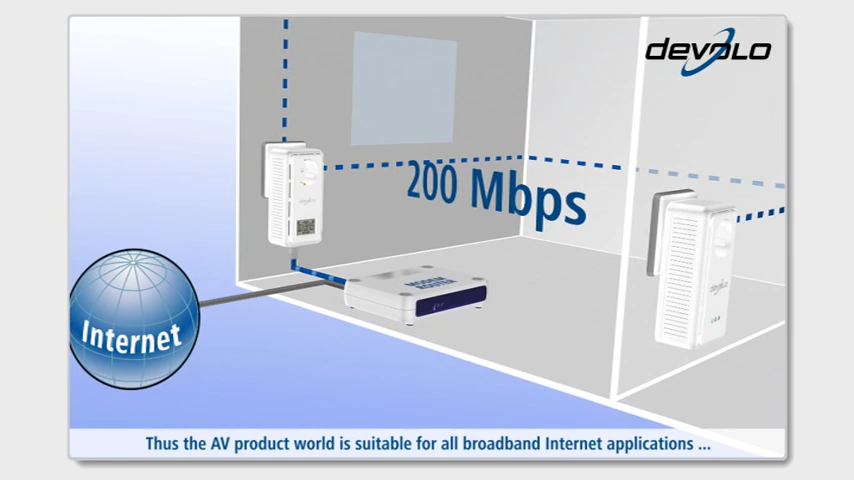 devolo
200 Mbps
devolo
MODEM
ROUTER
devolo
Internet
Thus the AV product world is suitable for all broadband Internet applications ...